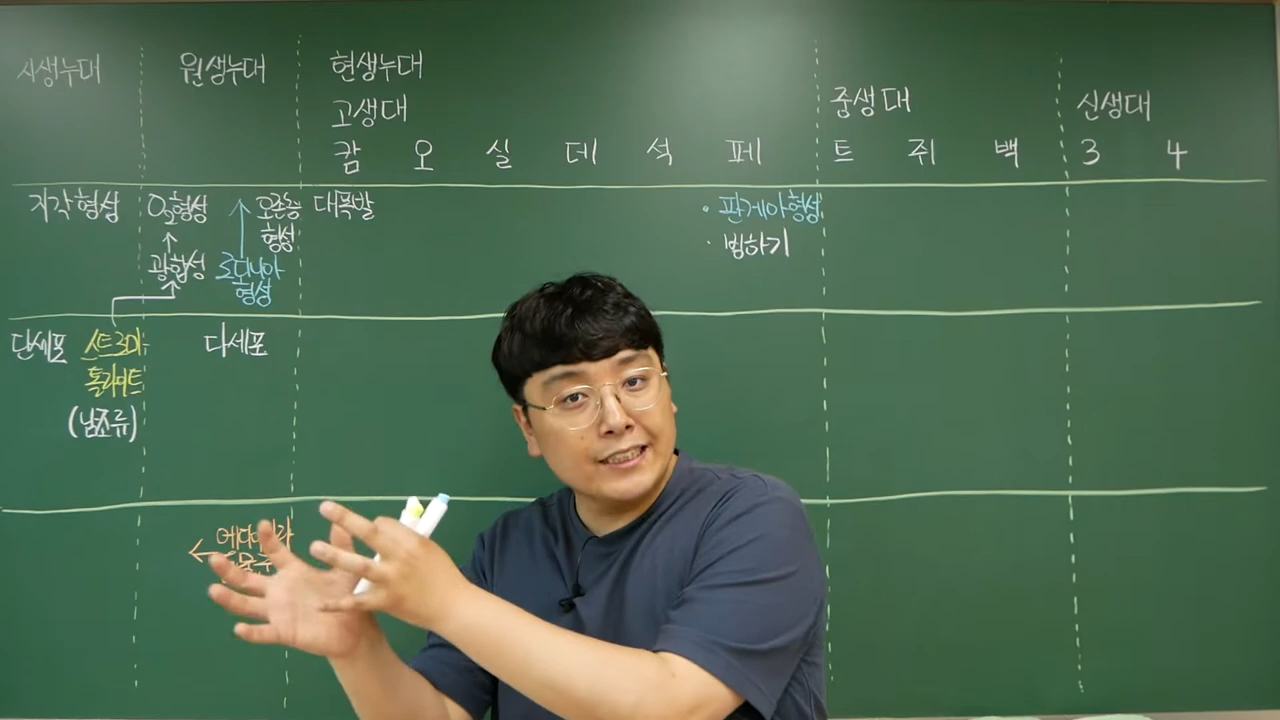 시생누대
원생누대
현생누대
고생대
중생대
신생대
캄 오 실 데 석 페 트 쥐 백 3 4
지각 형성
O₂형성
광합성
오존층
형성
로디니아
형성
대폭발
· 판게아형성
· 빙하기
단세포
스트로마
톨라이트
(남조류)
다세포